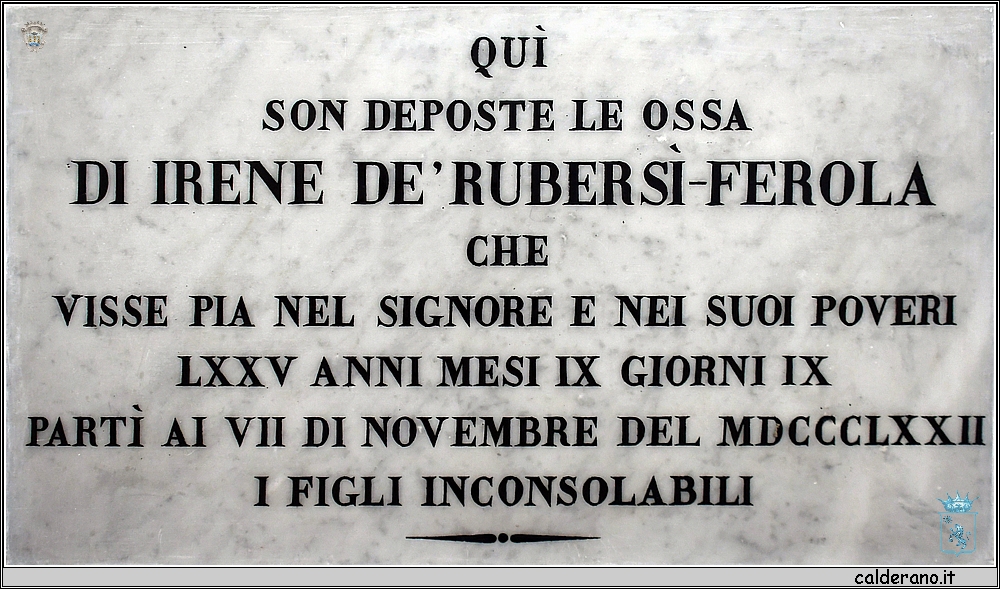 QUÌ
SON DEPOSTE LE OSSA
DI IRENE DE' RUBERSÌ-FEROLA
CHE
VISSE PIA NEL SIGNORE E NEI SUOI POVERI
LXXV ANNI MESI IX GIORNI IX
PARTÌ AI VII DI NOVEMBRE DEL MDCCCLXXII
I FIGLI INCONSOLABILI
calderano.it